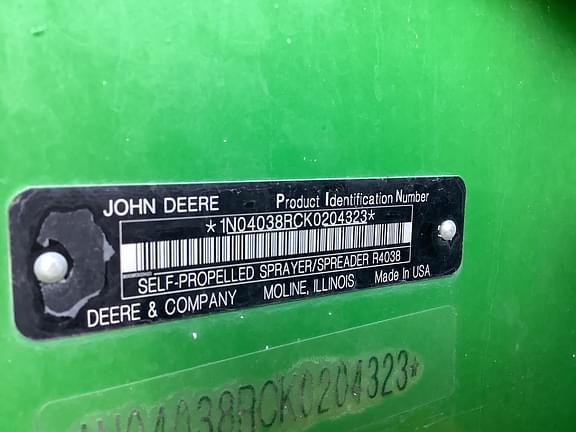 JOHN DEERE Product Identification Number
*1N04038RCK0204323*
SELF-PROPELLED SPRAYER/SPREADER R4038
DEERE & COMPANY MOLINE, ILLINOIS Made In USA
1N04038RCK0204323*